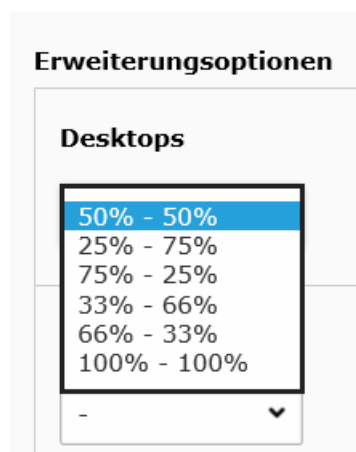 Erweiterungsoptionen
Desktops
50% - 50%
25% - 75%
75% - 25%
33% - 66%
66% - 33%
100% - 100%
-